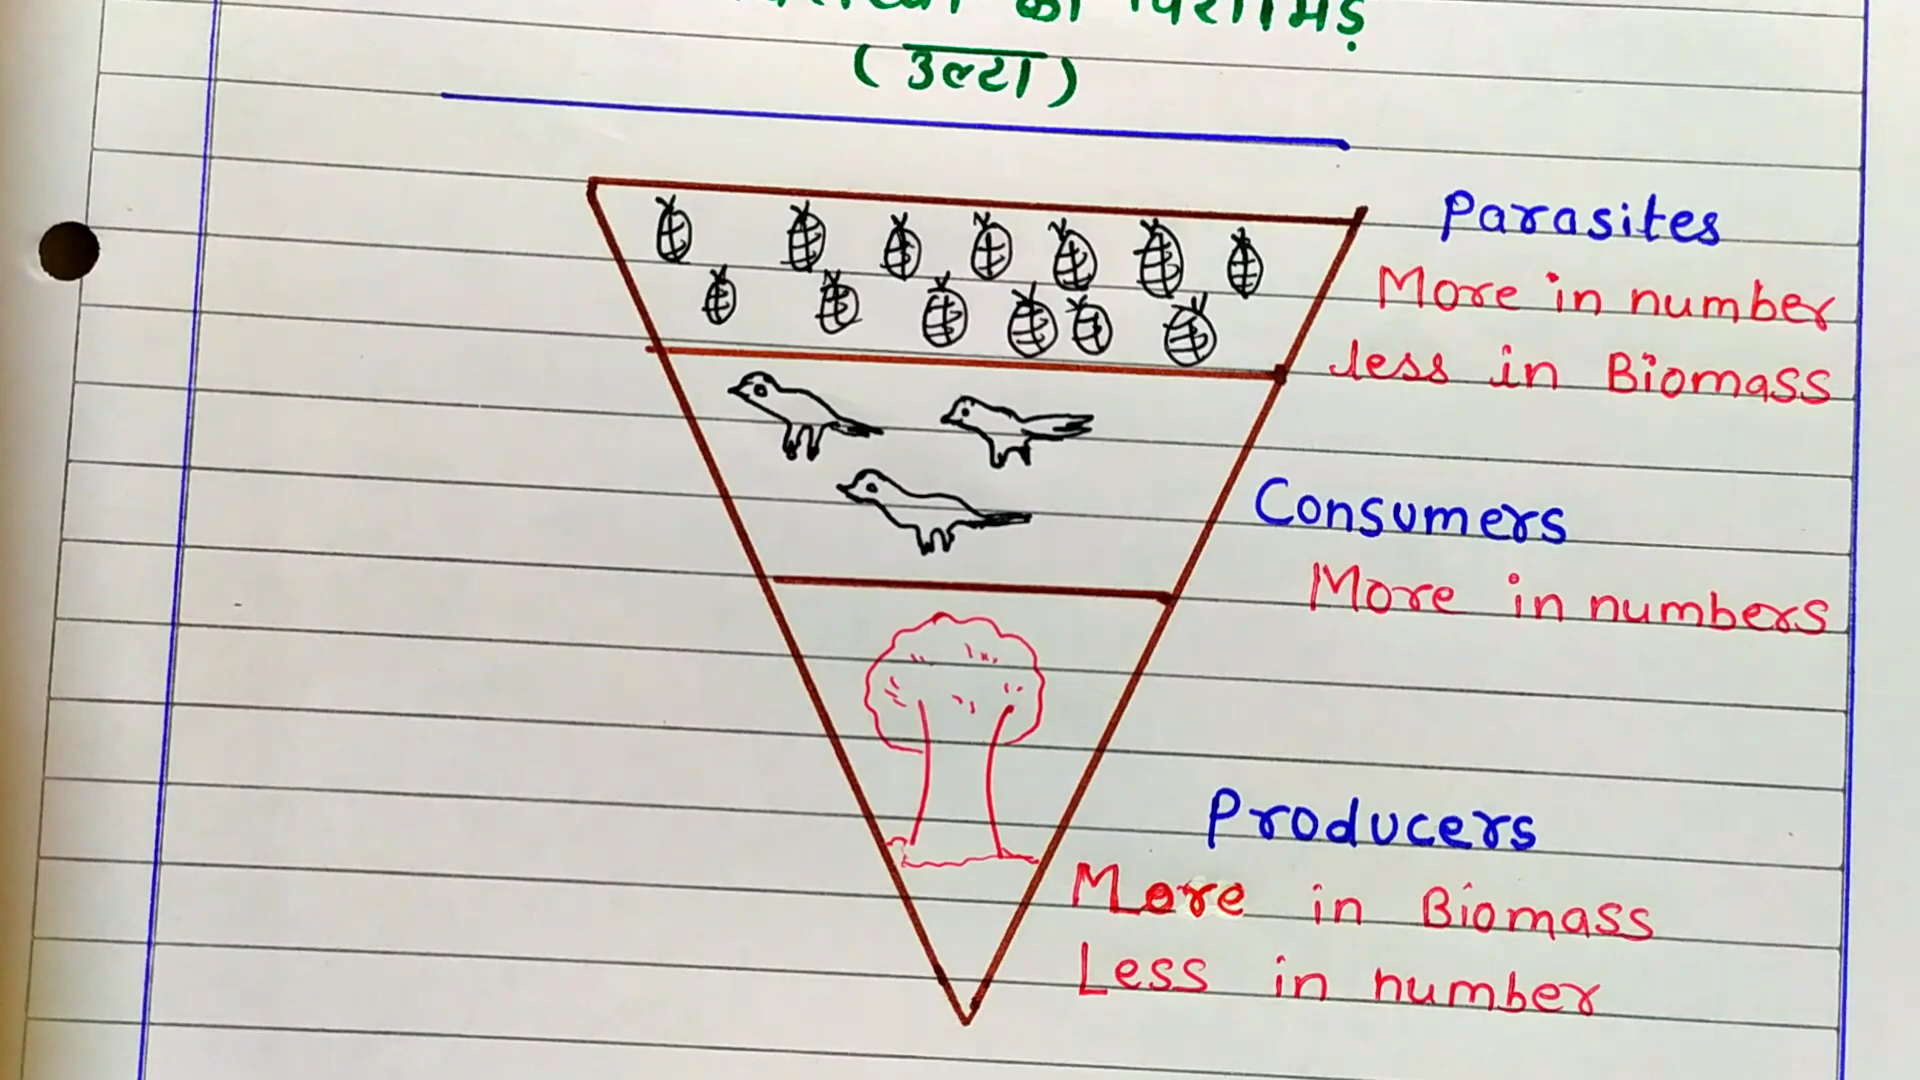 की पिरामिड
(उल्टा)
Parasites
More in number
less in Biomass
Consumers
More in numbers
Producers
More in Biomass
Less in number